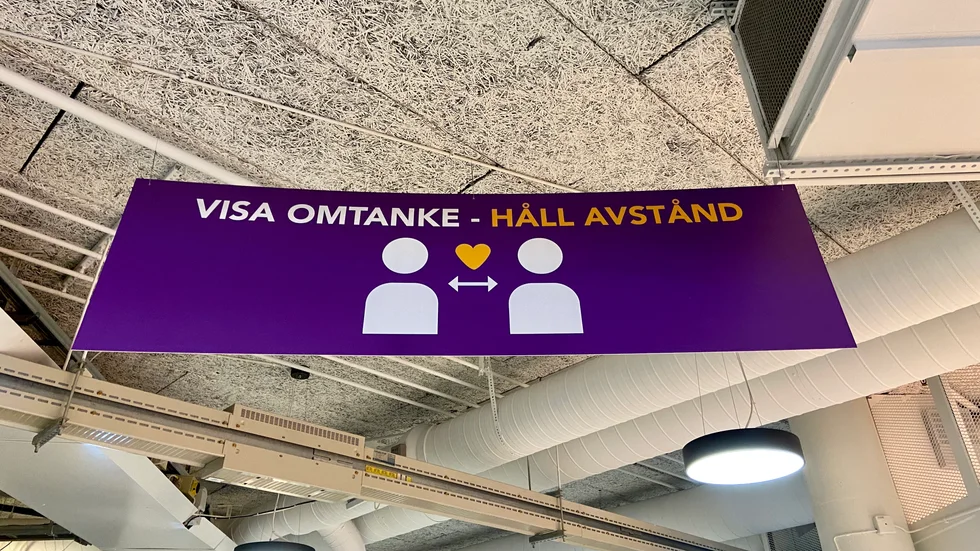 VISA OMTANKE - HÅLL AVSTÅND